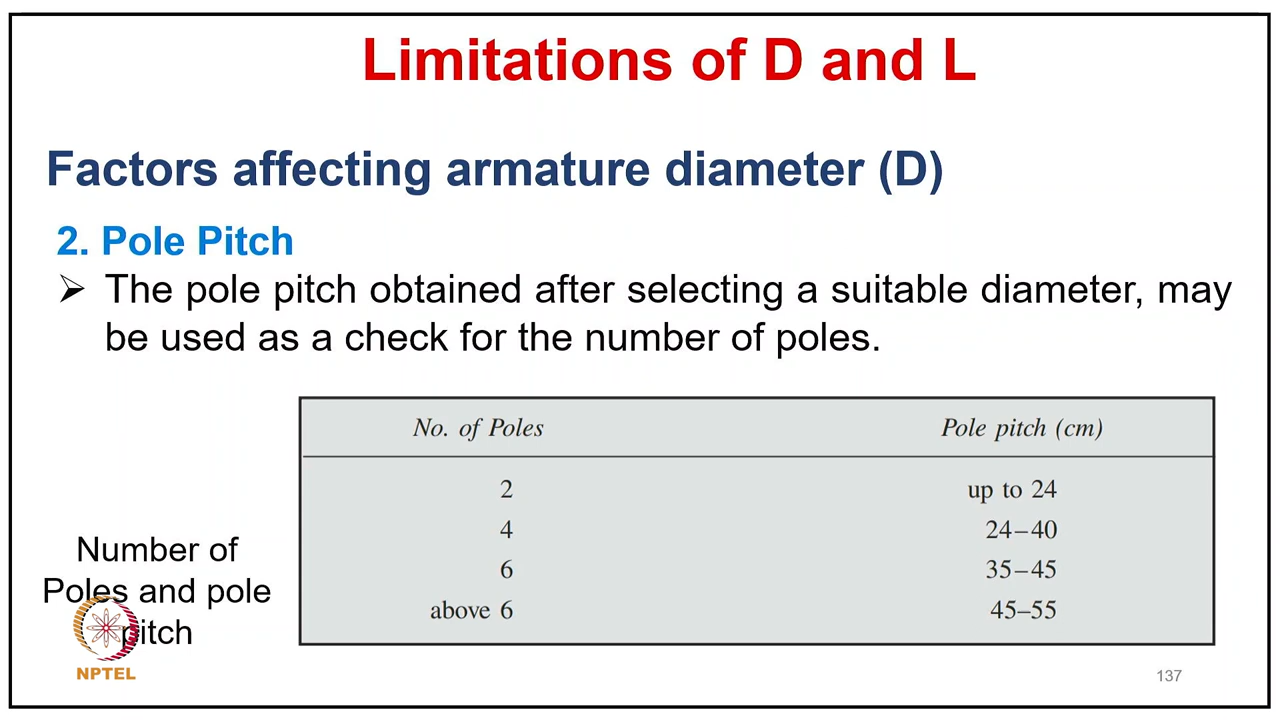 Limitations of D and L
Factors affecting armature diameter (D)
2. Pole Pitch
➢ The pole pitch obtained after selecting a suitable diameter, may
be used as a check for the number of poles.
No. of Poles Pole pitch (cm)
2 up to 24
4 24–40
6 35–45
above 6 45–55
Number of
Poles and pole
pitch
NPTEL
137